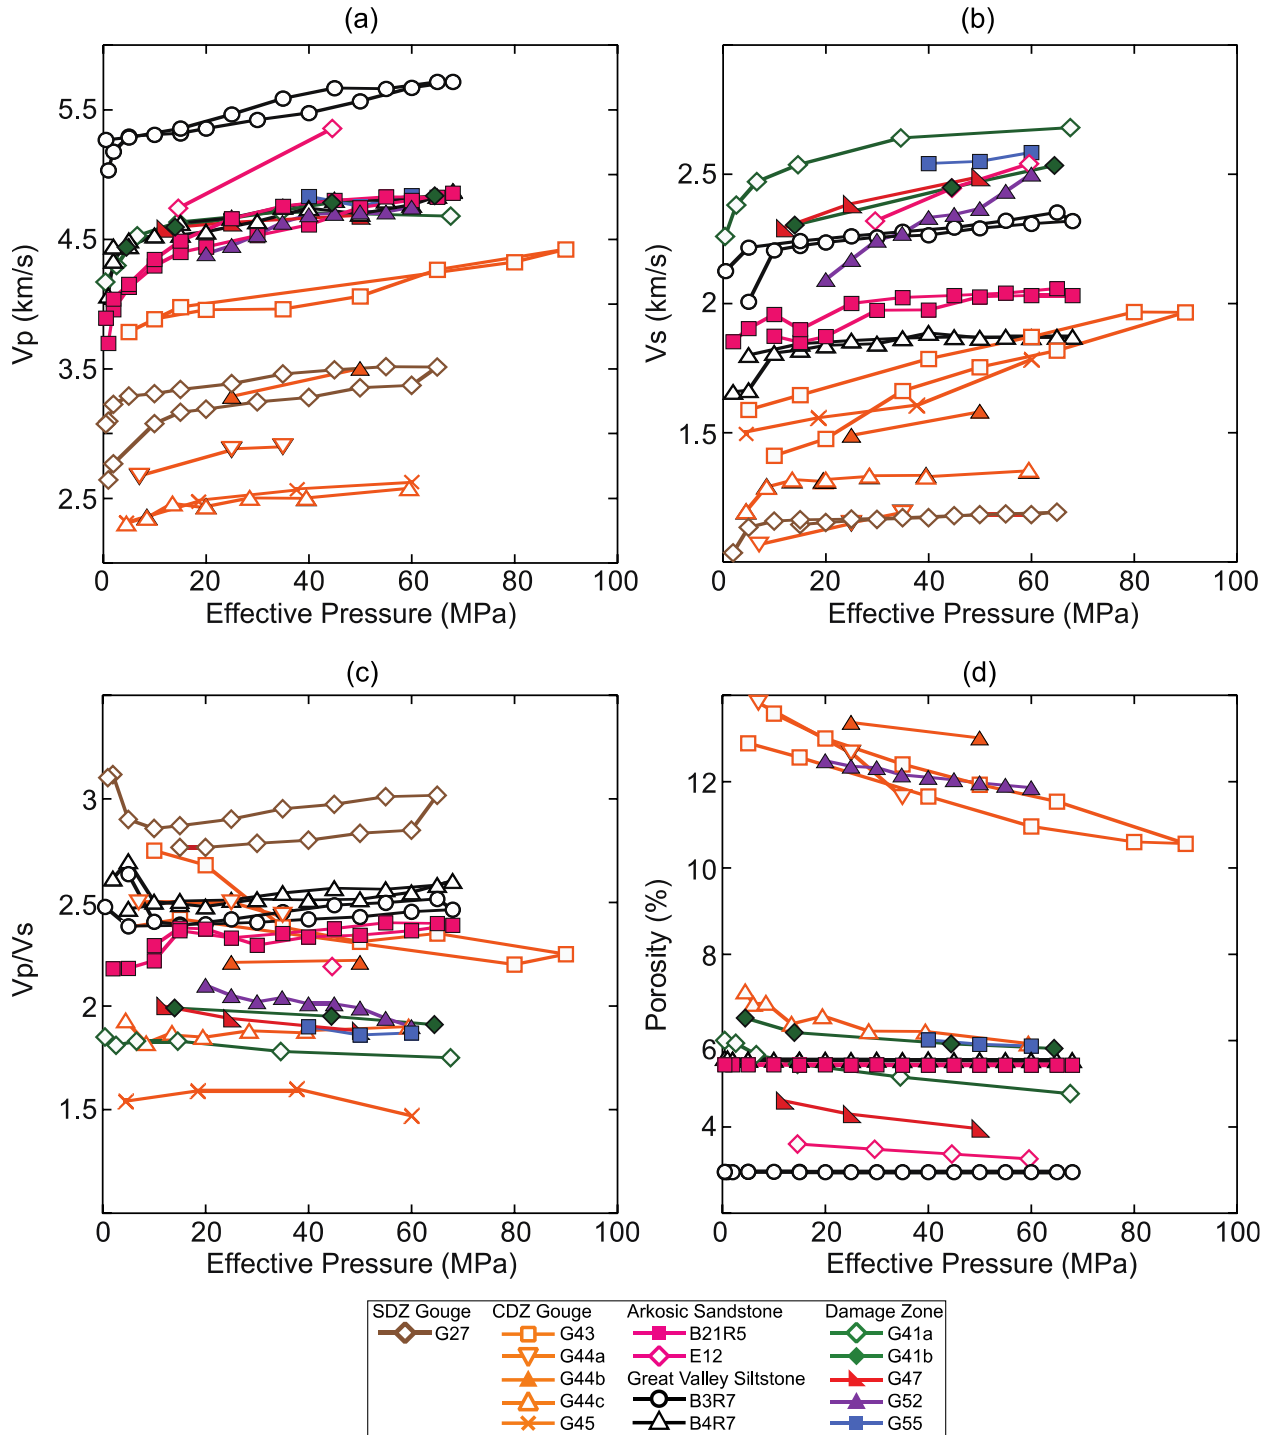 (a)
(b)
5.5
4.5
3.5
2.5
Vp (km/s)
0
20
40
60
80
100
Effective Pressure (MPa)
2.5
2
1.5
Vs (km/s)
0
20
40
60
80
100
Effective Pressure (MPa)
(c)
(d)
3
2.5
2
1.5
Vp/Vs
0
20
40
60
80
100
Effective Pressure (MPa)
12
10
8
6
4
Porosity (%)
0
20
40
60
80
100
Effective Pressure (MPa)
SDZ Gouge
G27
CDZ Gouge
G43
G44a
G44b
G44c
G45
Arkosic Sandstone
B21R5
E12
Great Valley Siltstone
B3R7
B4R7
Damage Zone
G41a
G41b
G47
G52
G55